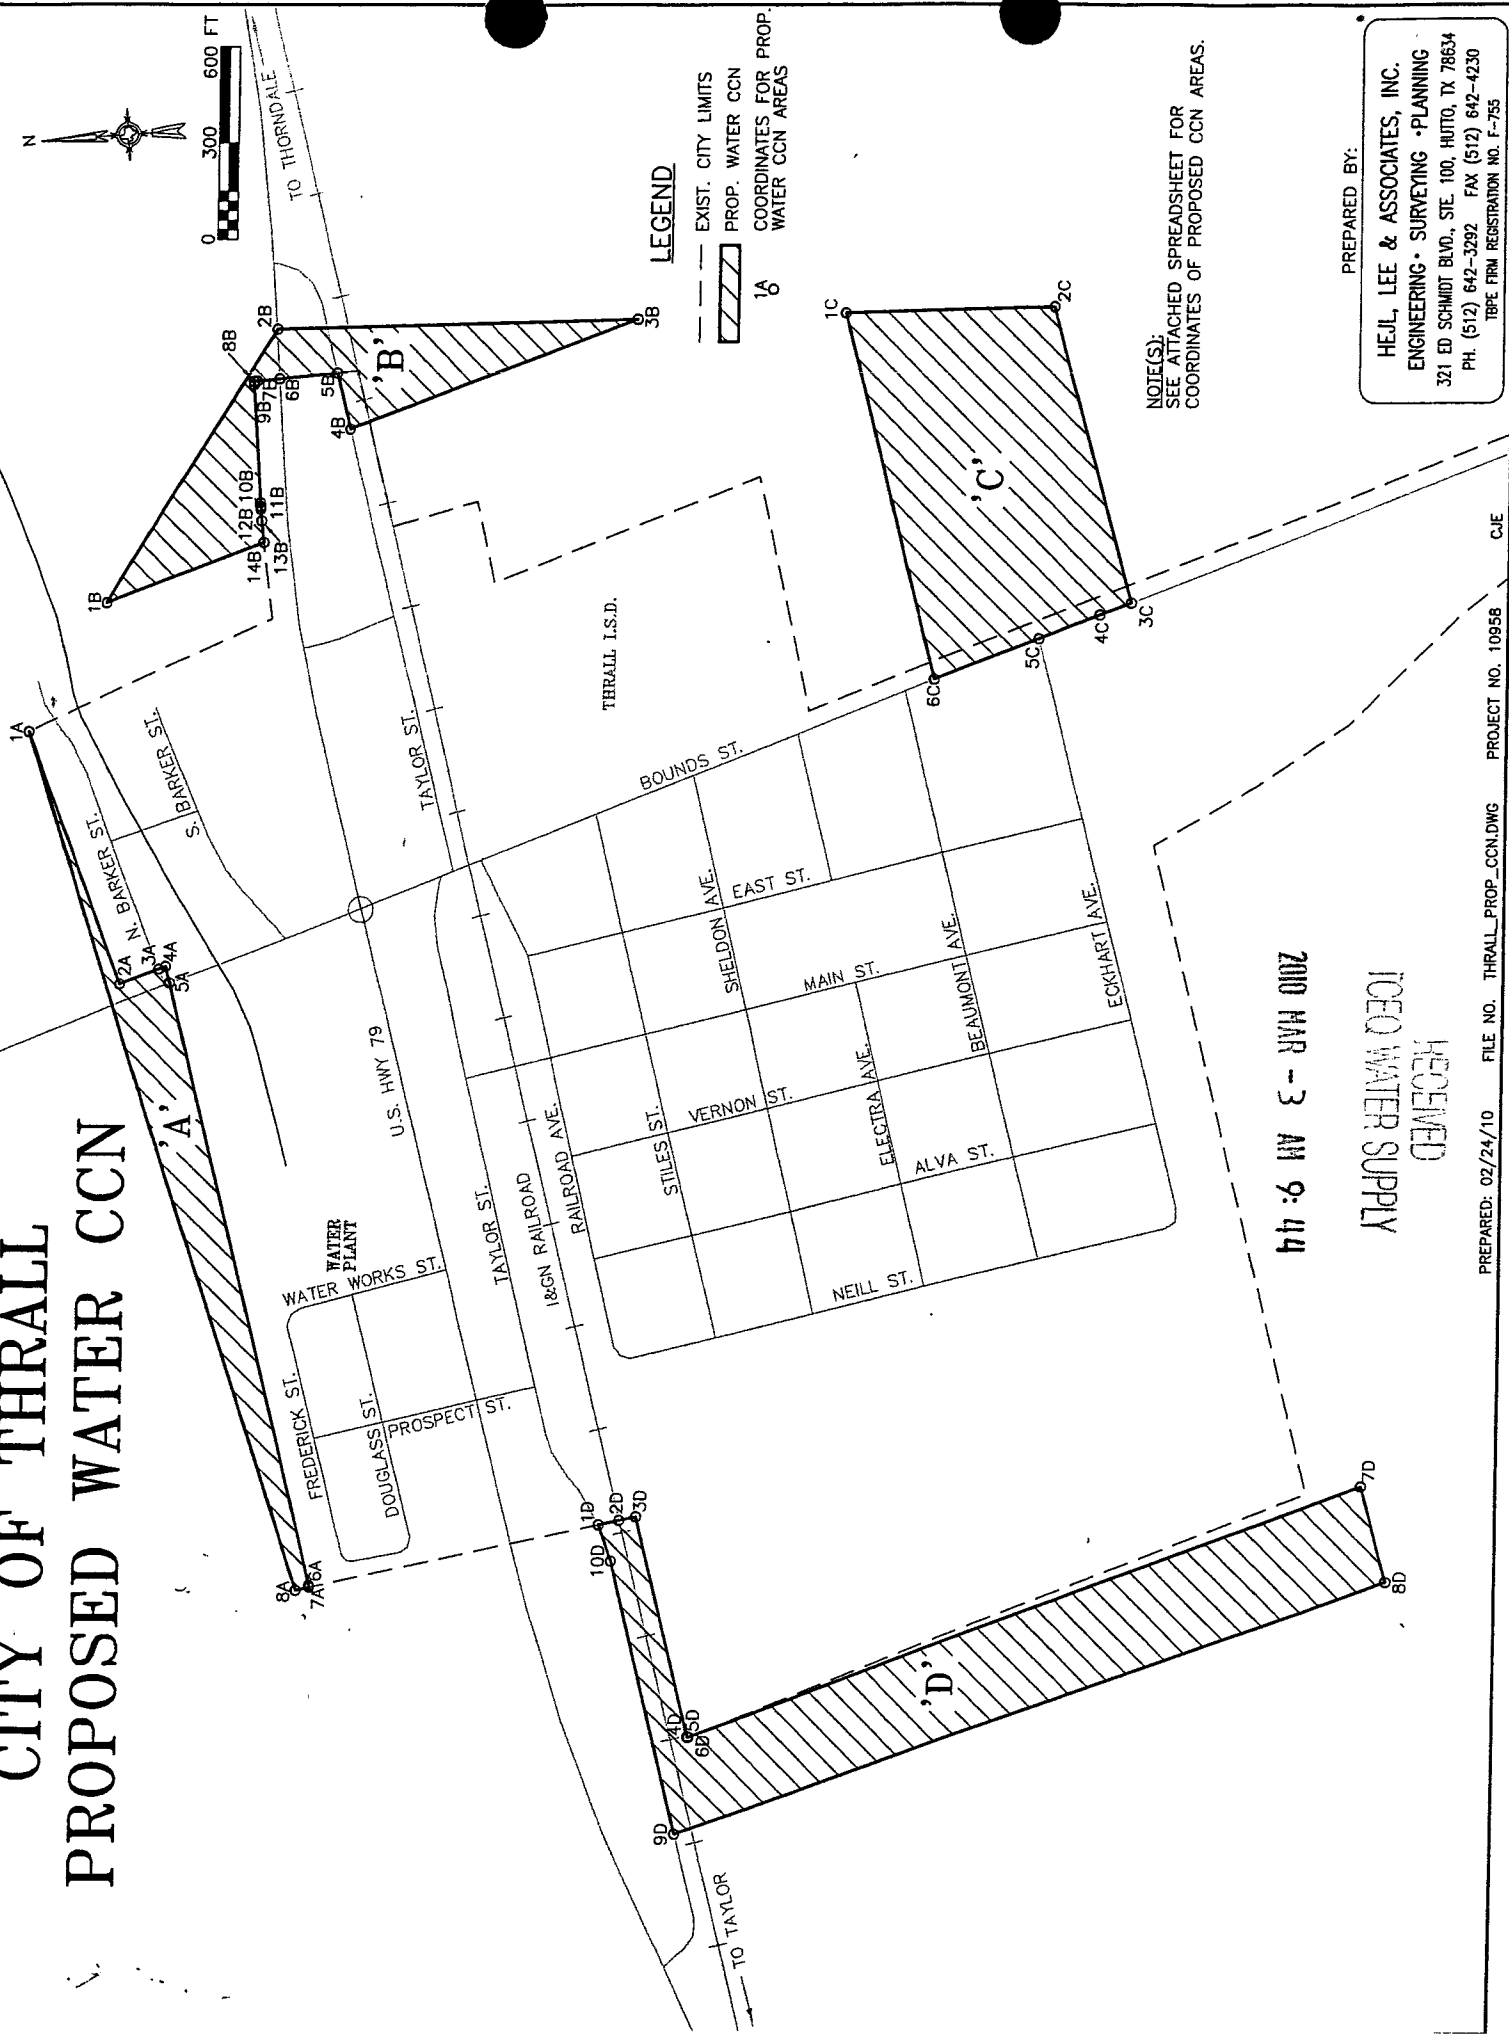 CITY OF THRALL
PROPOSED WATER CCN
N
0 300 600 FT
TO THORNDALE
LEGEND
EXIST. CITY LIMITS
PROP. WATER CCN
1A COORDINATES FOR PROP.
WATER CCN AREAS
NOTE(S):
SEE ATTACHED SPREADSHEET FOR
COORDINATES OF PROPOSED CCN AREAS.
PREPARED BY:
HEJL, LEE & ASSOCIATES, INC.
ENGINEERING • SURVEYING • PLANNING
321 ED SCHMIDT BLVD., STE. 100, HUTTO, TX 78634
PH. (512) 642-3292 FAX (512) 642-4230
TBPE FIRM REGISTRATION NO. F-755
'A'
1A
2A
3A
4A
5A
6A
7A
8A
'B'
1B
2B
3B
4B
5B
6B
7B
8B
9B
10B
11B
12B
13B
14B
'C'
1C
2C
3C
4C
5C
6C
'D'
1D
2D
3D
4D
5D
6D
7D
8D
9D
10D
N. BARKER ST.
S. BARKER ST.
U.S. HWY 79
TAYLOR ST.
TAYLOR ST.
TAYLOR ST.
I&GN RAILROAD
RAILROAD AVE.
WATER
PLANT
WATER WORKS ST.
FREDERICK ST.
DOUGLASS ST.
PROSPECT ST.
THRALL I.S.D.
BOUNDS ST.
EAST ST.
SHELDON AVE.
MAIN ST.
BEAUMONT AVE.
ECKHART AVE.
STILES ST.
VERNON ST.
ELECTRA AVE.
ALVA ST.
NEILL ST.
TO TAYLOR
2010 MAR -3 AM 9:44
RECEIVED
TCEQ WATER SUPPLY
PREPARED: 02/24/10 FILE NO. THRALL_PROP_CCN.DWG PROJECT NO. 10958 CJE